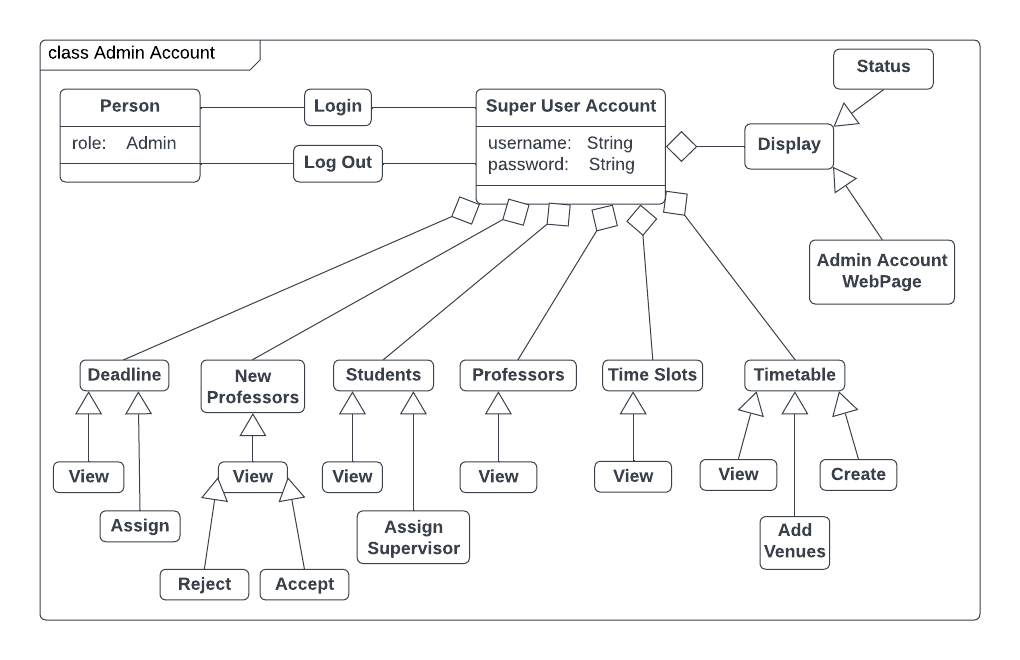 class Admin Account
Status
Person
Login
Super User Account
role: Admin
username: String
password: String
Display
Log Out
Admin Account
WebPage
Deadline
New
Professors
Students
Professors
Time Slots
Timetable
View
View
View
View
View
View
Create
Assign
Assign
Supervisor
Add
Venues
Reject
Accept